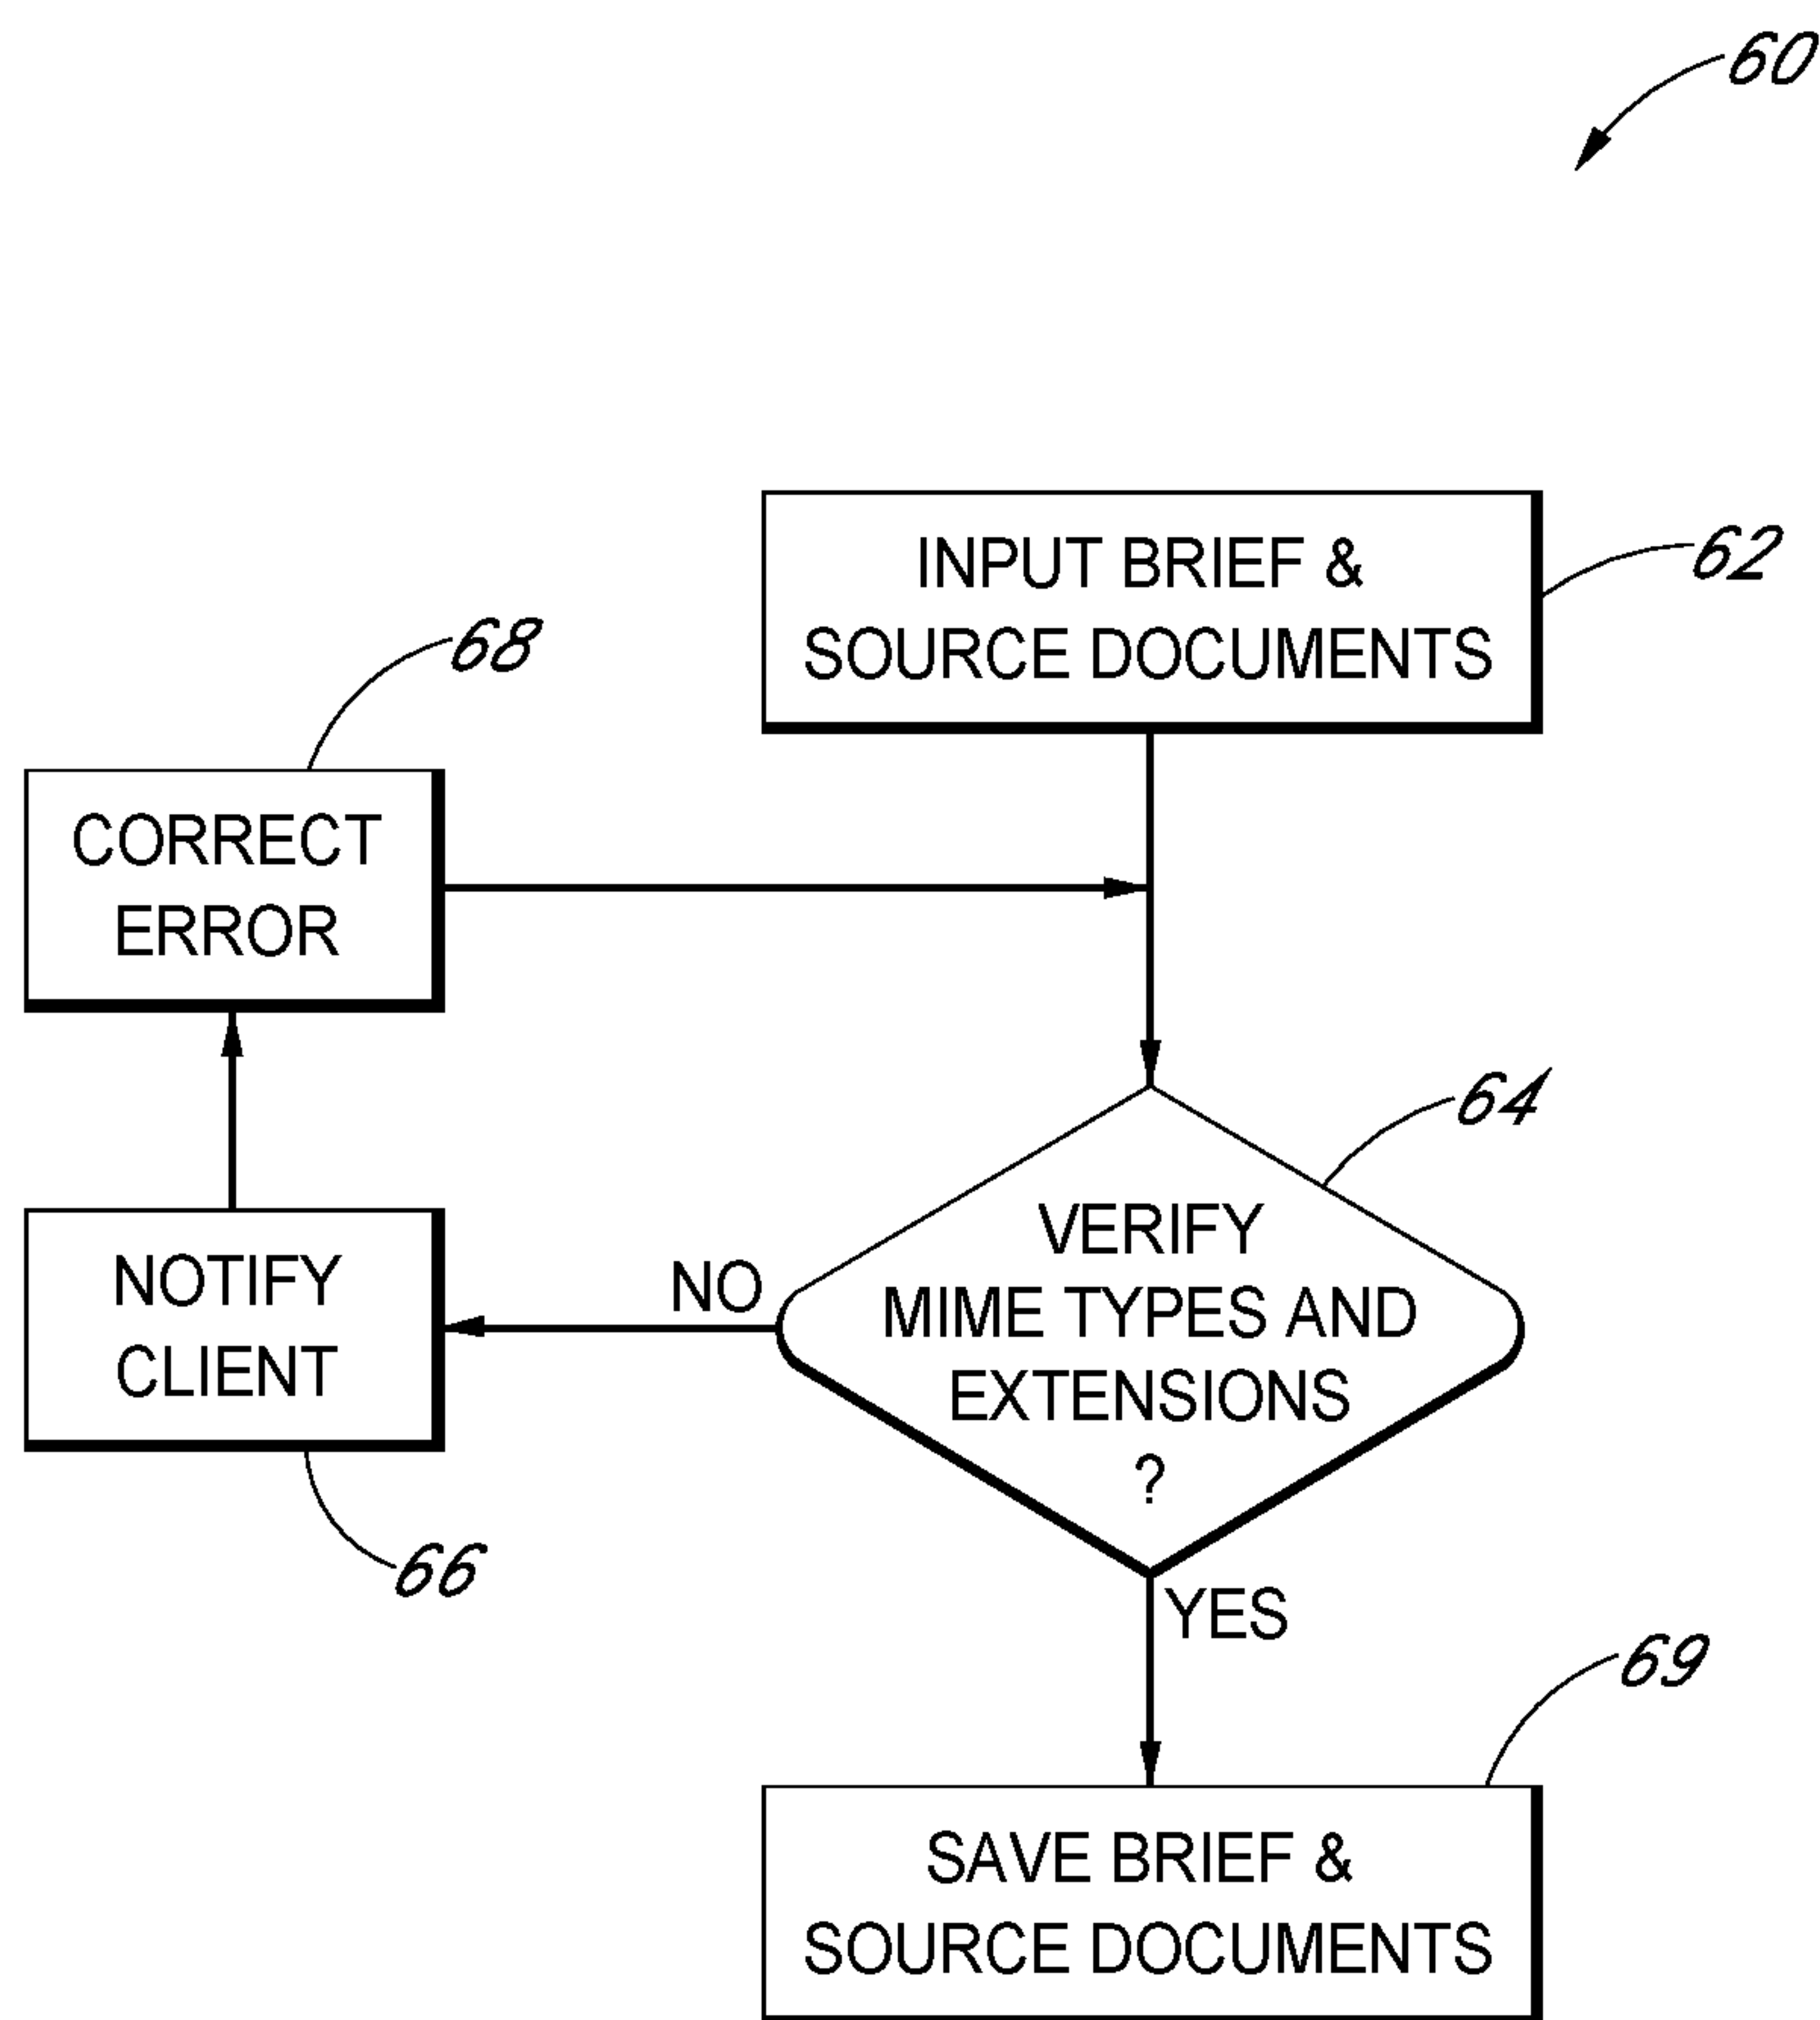 60
INPUT BRIEF &
SOURCE DOCUMENTS
62
68
CORRECT
ERROR
64
VERIFY
MIME TYPES AND
EXTENSIONS
?
NO
NOTIFY
CLIENT
66
YES
69
SAVE BRIEF &
SOURCE DOCUMENTS